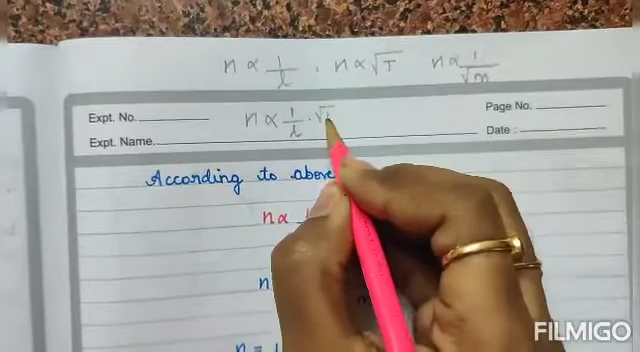 n ∝ 1/l , n ∝ √T n ∝ 1/√m
Expt. No. Page No.
n ∝ 1/l · √T
Expt. Name. Date :
According to above
n ∝
n
n =
FILMIGO